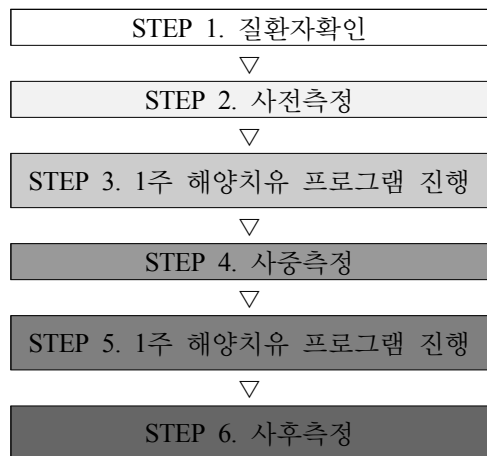 STEP 1. 질환자확인
▽
STEP 2. 사전측정
▽
STEP 3. 1주 해양치유 프로그램 진행
▽
STEP 4. 사중측정
▽
STEP 5. 1주 해양치유 프로그램 진행
▽
STEP 6. 사후측정